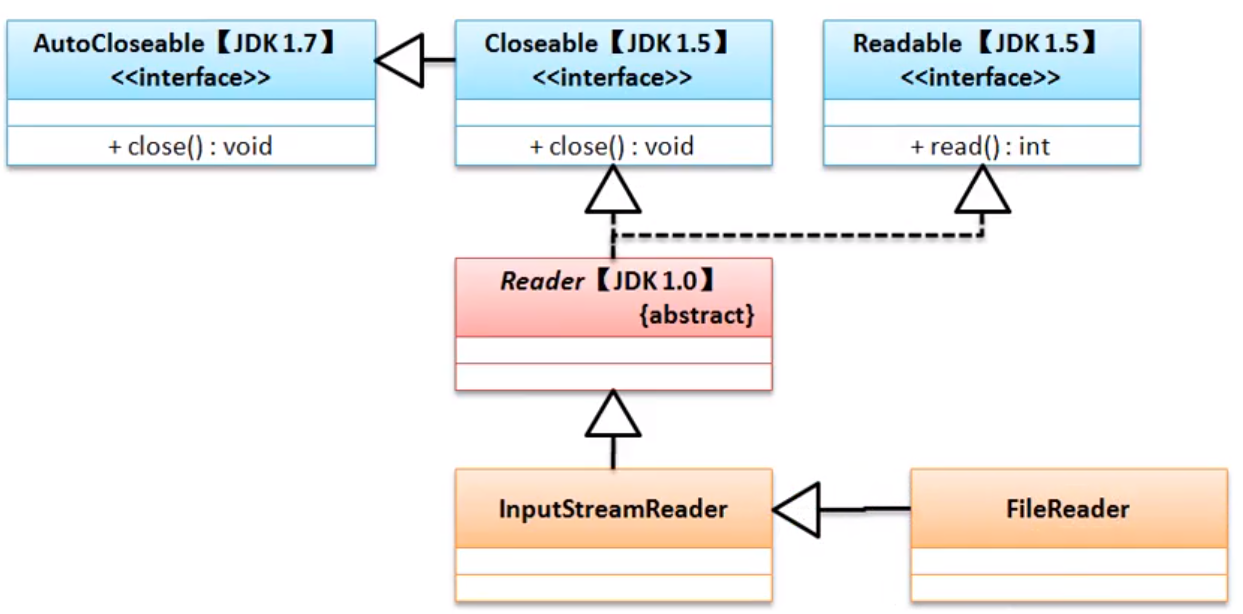 AutoCloseable【JDK 1.7】
<<interface>>
+ close() : void
Closeable【JDK 1.5】
<<interface>>
+ close() : void
Readable 【JDK 1.5】
<<interface>>
+ read() : int
Reader【JDK 1.0】
{abstract}
InputStreamReader
FileReader